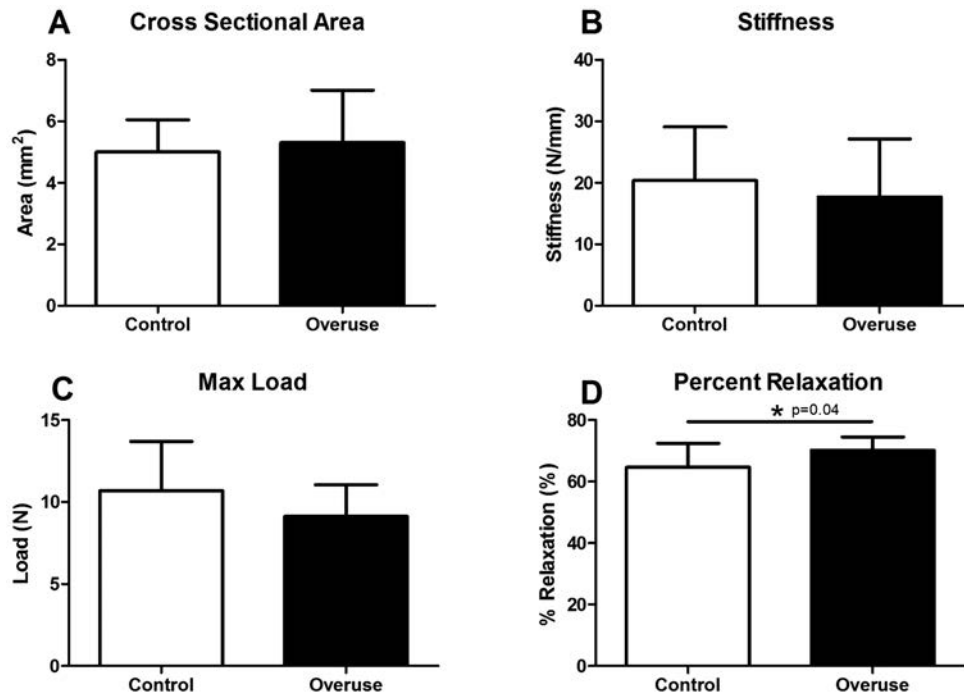 A
Cross Sectional Area
Area (mm²)
8
6
4
2
0
Control
Overuse
B
Stiffness
Stiffness (N/mm)
40
30
20
10
0
Control
Overuse
C
Max Load
Load (N)
15
10
5
0
Control
Overuse
D
Percent Relaxation
* p=0.04
% Relaxation (%)
80
60
40
20
0
Control
Overuse